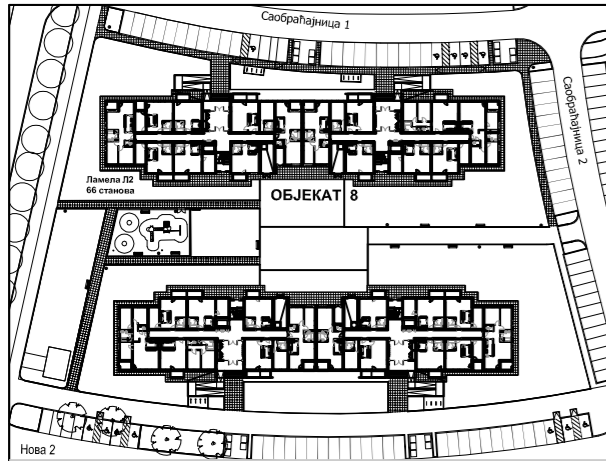 Саобраћајница 1
Саобраћајница 2
Ламела Л2
66 станова
ОБЈЕКАТ 8
Нова 2